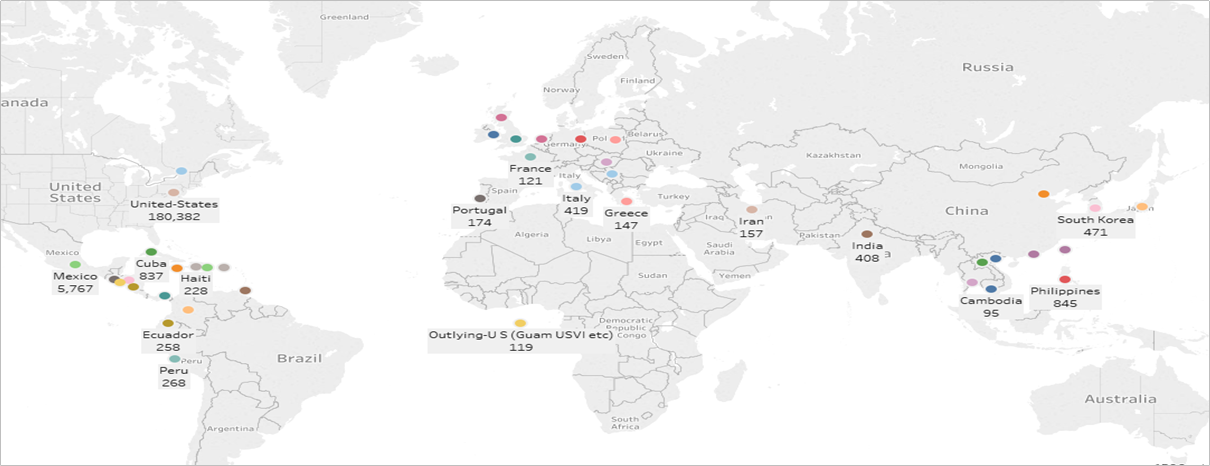 Greenland
Sweden
Finland
Russia
Norway
anada
Belarus
Germany
Ukraine
Kazakhstan
Mongolia
France
121
United
States
United-States
180,382
Italy
Spain
Italy
419
Portugal
174
Greece
147
Turkey
Iraq
Iran
157
China
South Korea
471
Algeria
Libya
Egypt
Saudi
Arabia
Pakistan
India
408
Mexico
Mexico
5,767
Cuba
837
Haiti
228
Sudan
Yemen
Cambodia
95
Philippines
845
Ecuador
258
Outlying-U S (Guam USVI etc)
119
Democratic
Republic
Congo
Brazil
Peru
Peru
268
Australia
South
Africa
Argentina